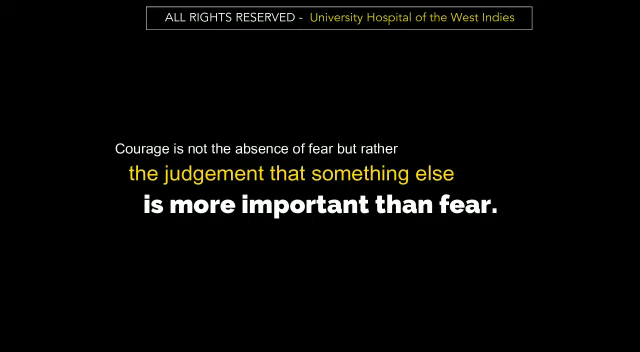 ALL RIGHTS RESERVED - University Hospital of the West Indies
Courage is not the absence of fear but rather
the judgement that something else
is more important than fear.